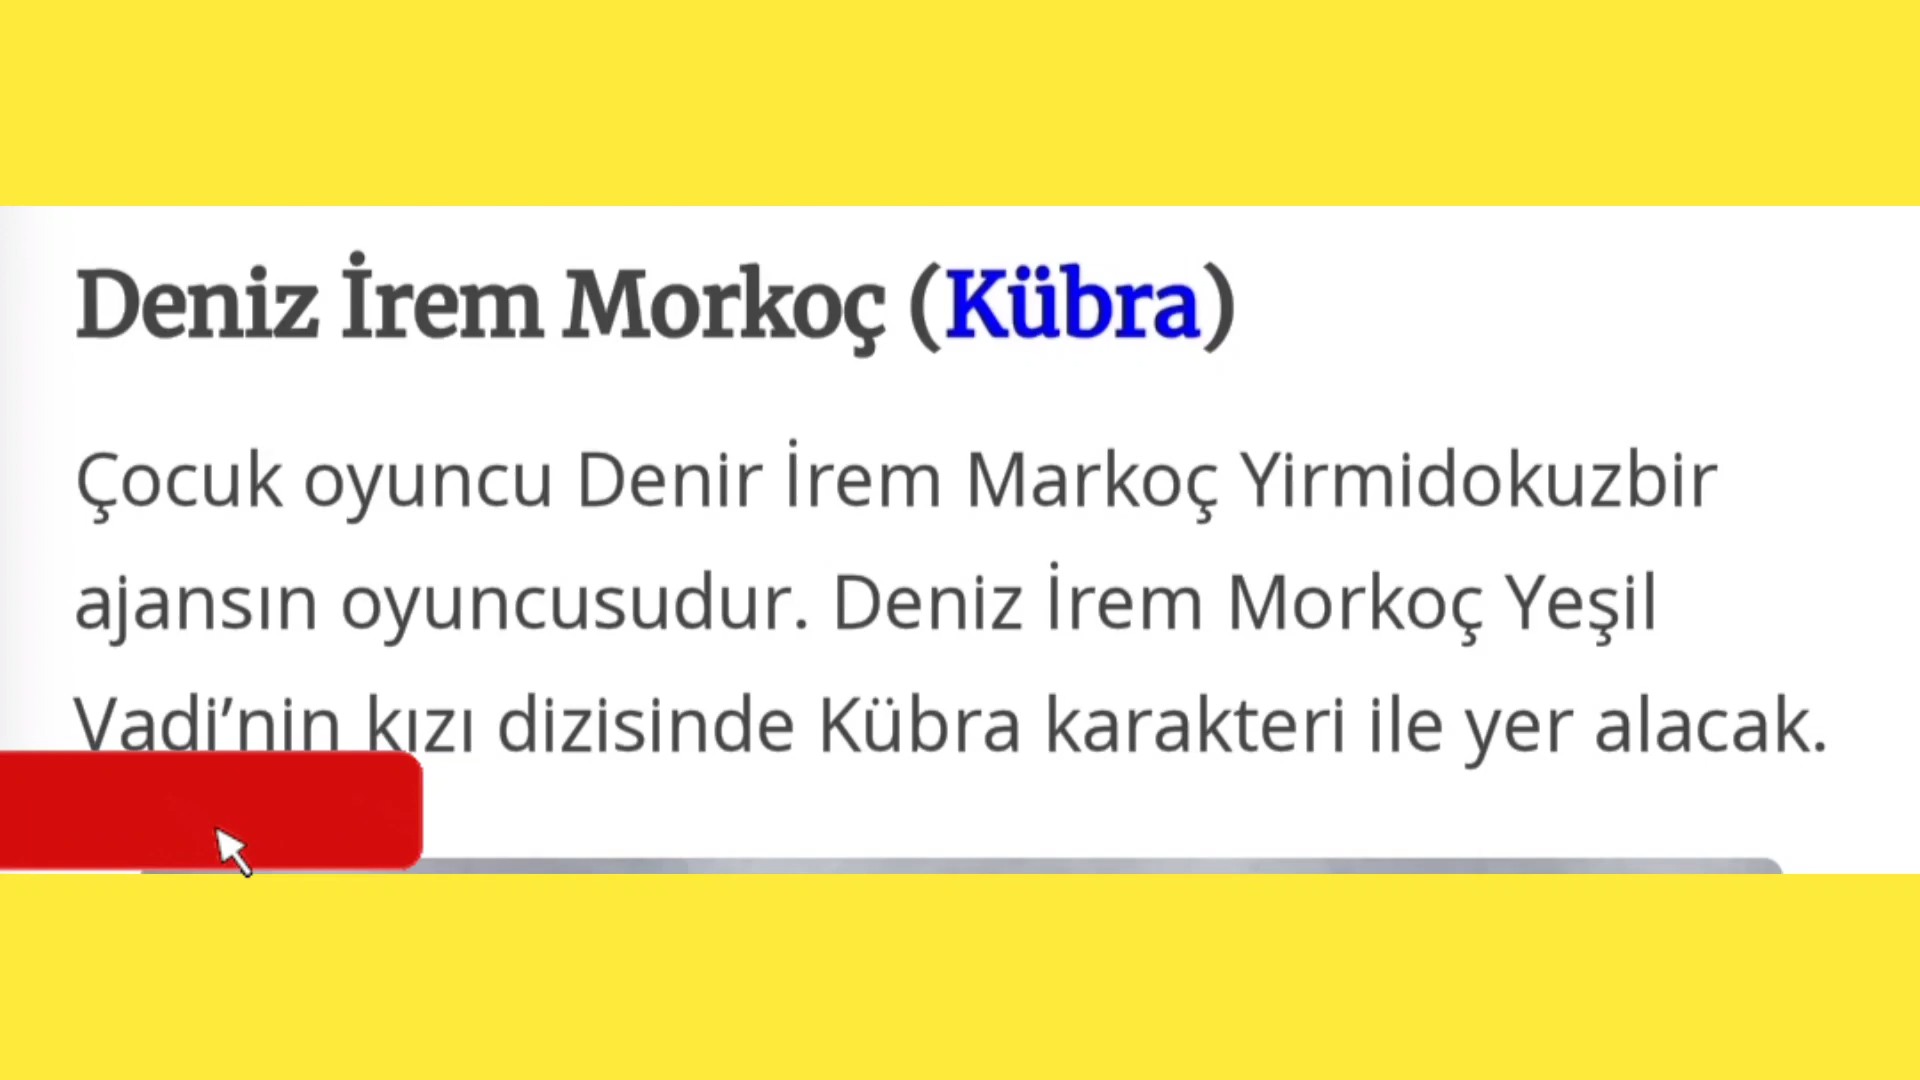 Deniz İrem Morkoç (Kübra)
Çocuk oyuncu Denir İrem Markoç Yirmidokuzbir
ajansın oyuncusudur. Deniz İrem Morkoç Yeşil
Vadi’nin kızı dizisinde Kübra karakteri ile yer alacak.